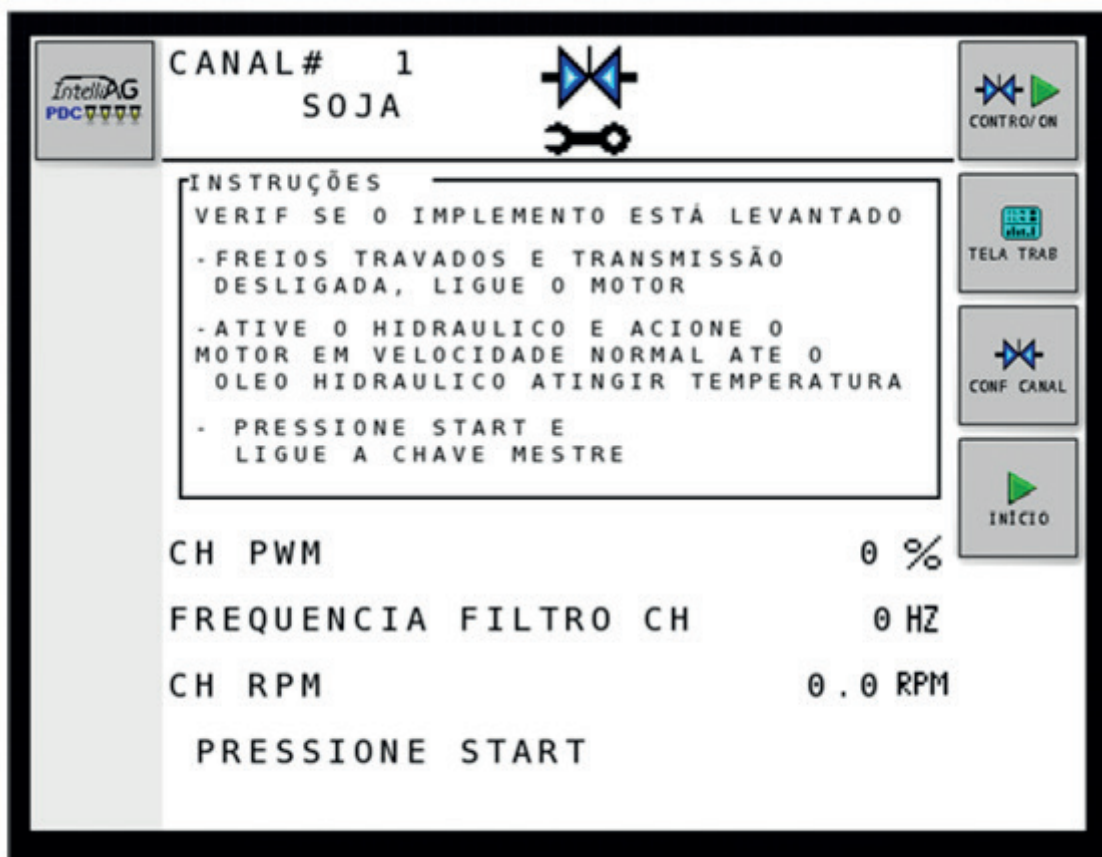 IntelliAG
PDC
CANAL# 1
SOJA
CONTRO/ON
INSTRUÇÕES
VERIF SE O IMPLEMENTO ESTÁ LEVANTADO
-FREIOS TRAVADOS E TRANSMISSÃO
DESLIGADA, LIGUE O MOTOR
-ATIVE O HIDRAULICO E ACIONE O
MOTOR EM VELOCIDADE NORMAL ATE O
OLEO HIDRAULICO ATINGIR TEMPERATURA
- PRESSIONE START E
LIGUE A CHAVE MESTRE
TELA TRAB
CONF CANAL
INÍCIO
CH PWM 0 %
FREQUENCIA FILTRO CH 0 HZ
CH RPM 0.0 RPM
PRESSIONE START